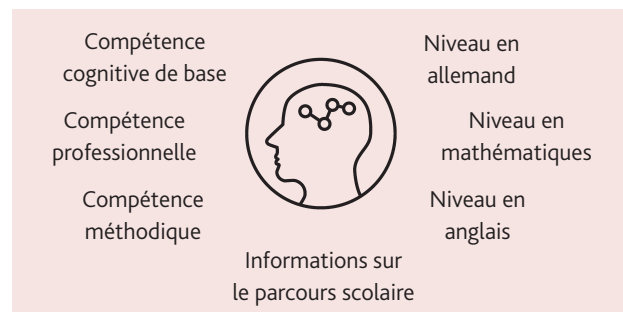 Compétence
cognitive de base
Compétence
professionnelle
Compétence
méthodique
Niveau en
allemand
Niveau en
mathématiques
Niveau en
anglais
Informations sur
le parcours scolaire